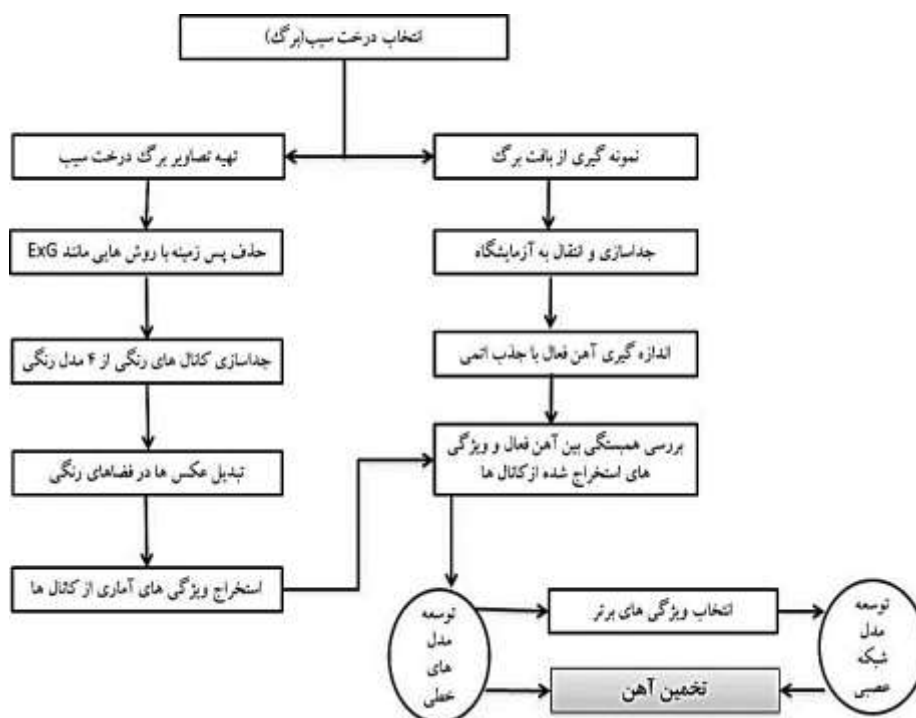 انتخاب درخت سیب(برگ)
نمونه گیری از بافت برگ
تهیه تصاویر برگ درخت سیب
جداسازی و انتقال به آزمایشگاه
حذف پس زمینه با روش هایی مانند ExG
اندازه گیری آهن فعال با جذب اتمی
جداسازی کانال های رنگی از ۴ مدل رنگی
بررسی همبستگی بین آهن فعال و ویژگی
های استخراج شده از کانال ها
تبدیل عکس ها در فضاهای رنگی
استخراج ویژگی های آماری از کانال ها
توسعه
مدل
های
خطی
انتخاب ویژگی های برتر
توسعه
مدل
شبکه
عصبی
تخمین آهن